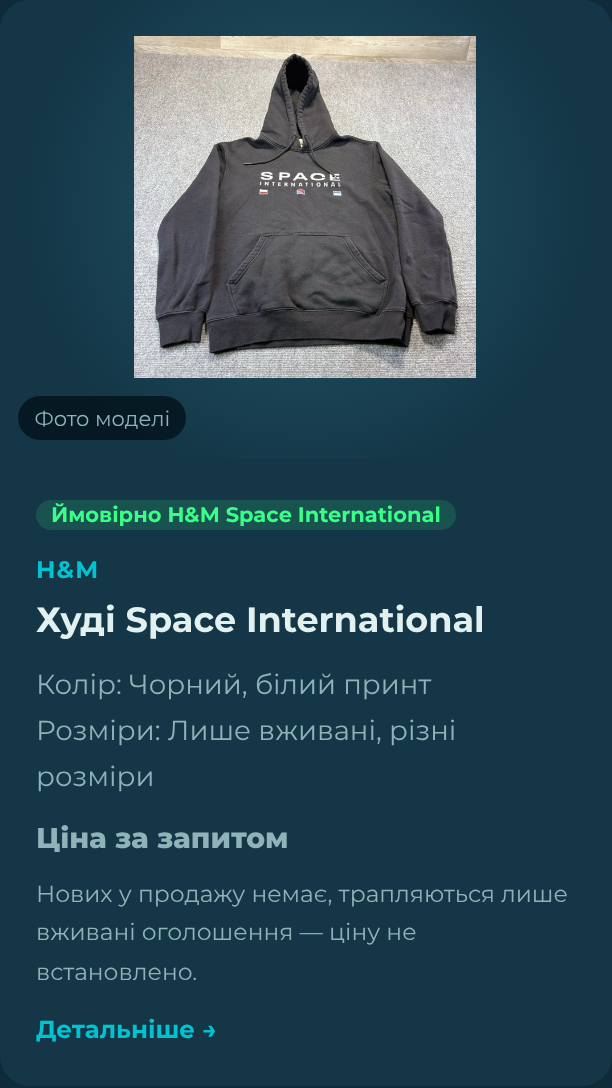 SPACE
INTERNATIONAL
Фото моделі
Ймовірно H&M Space International
H&M
Худі Space International
Колір: Чорний, білий принт
Розміри: Лише вживані, різні
розміри
Ціна за запитом
Нових у продажу немає, трапляються лише
вживані оголошення — ціну не
встановлено.
Детальніше →